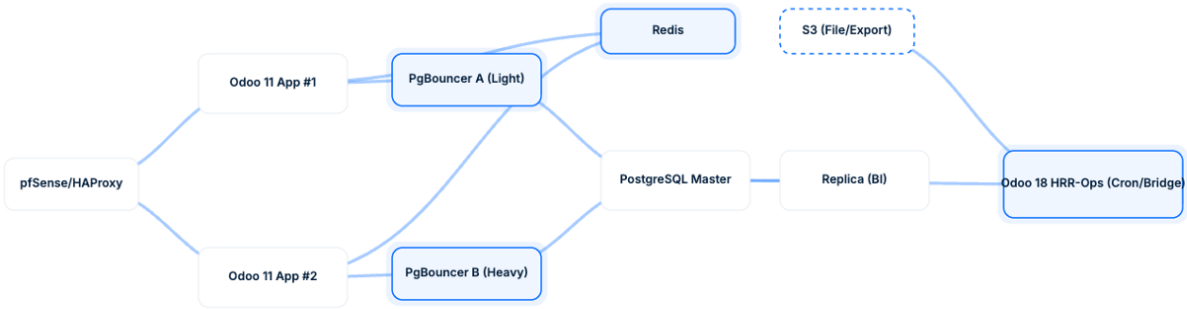 Redis
S3 (File/Export)
Odoo 11 App #1
PgBouncer A (Light)
pfSense/HAProxy
PostgreSQL Master
Replica (BI)
Odoo 18 HRR-Ops (Cron/Bridge)
Odoo 11 App #2
PgBouncer B (Heavy)